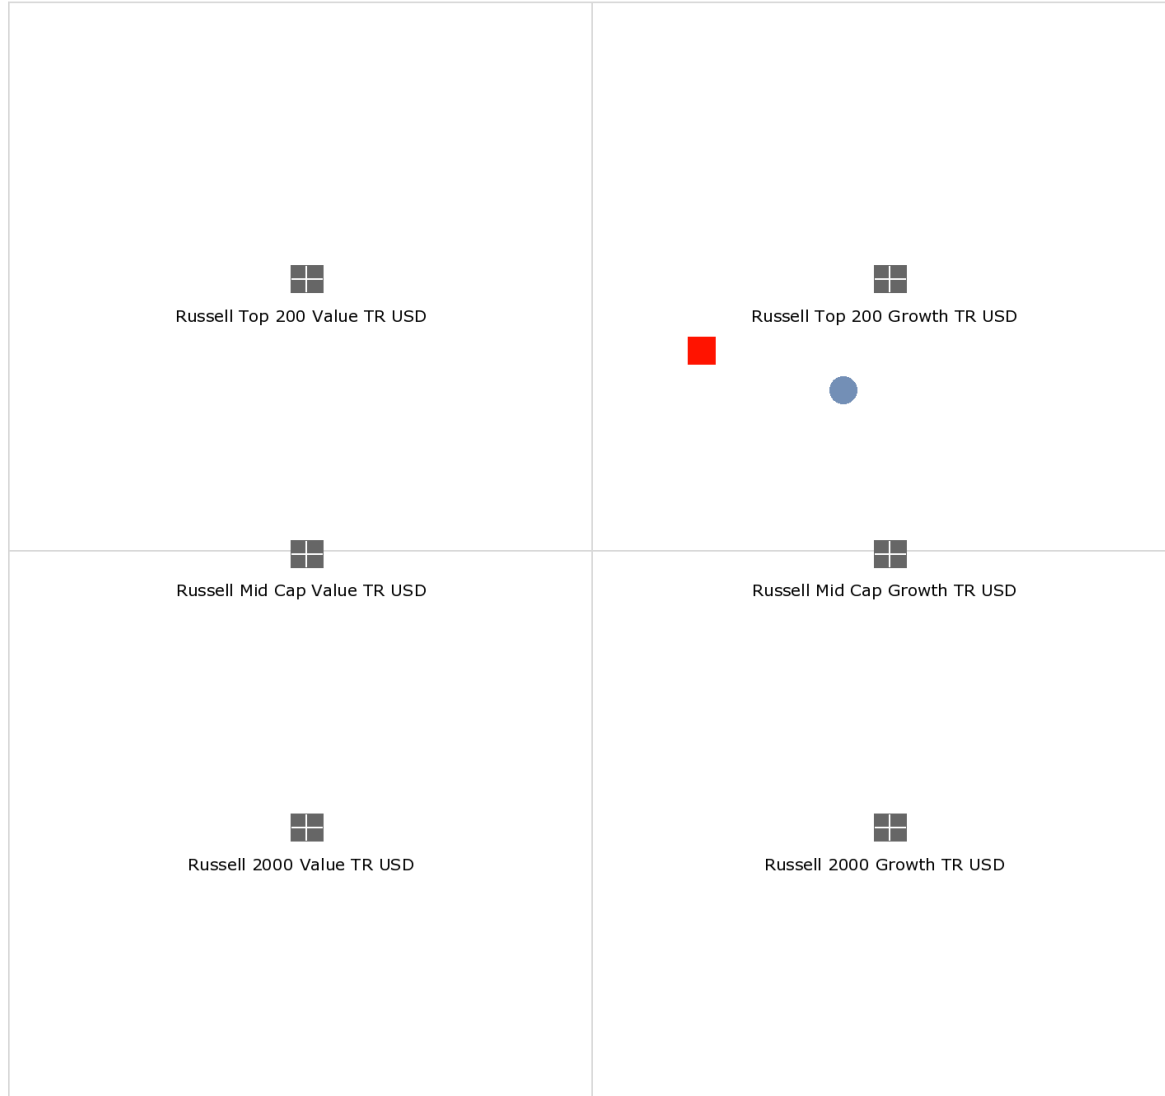 Russell Top 200 Value TR USD
Russell Top 200 Growth TR USD
Russell Mid Cap Value TR USD
Russell Mid Cap Growth TR USD
Russell 2000 Value TR USD
Russell 2000 Growth TR USD